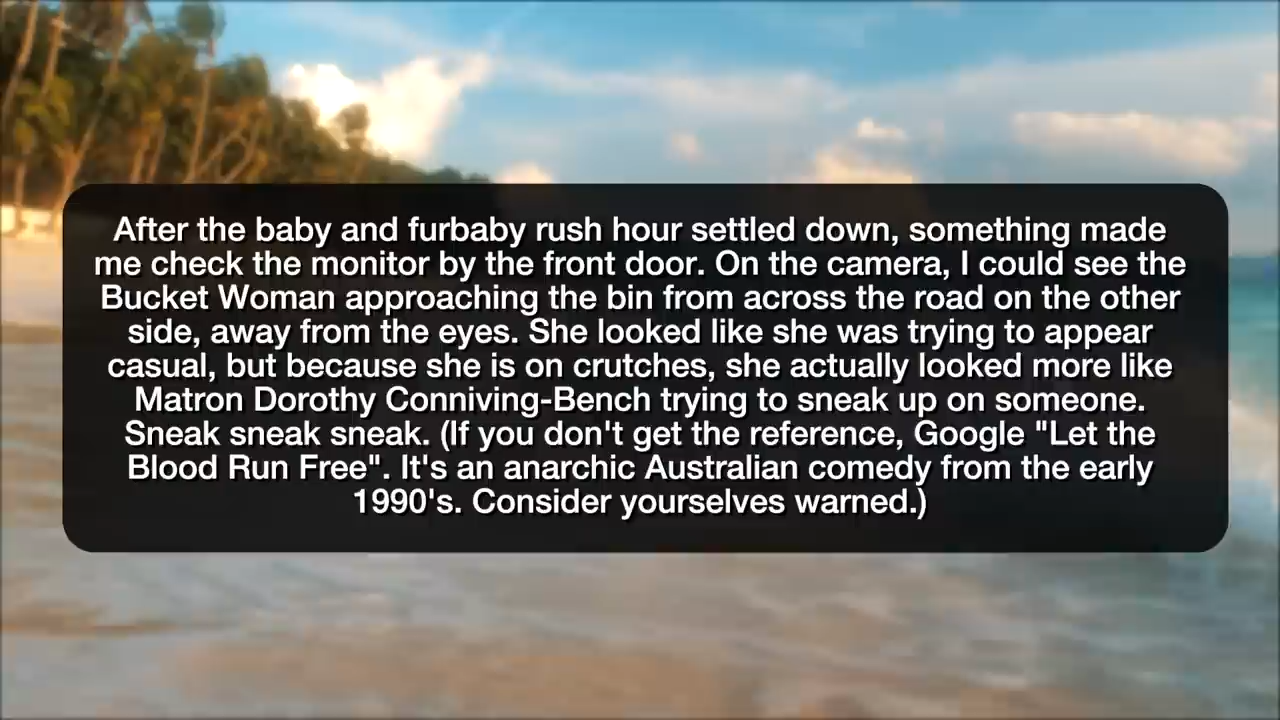 After the baby and furbaby rush hour settled down, something made
me check the monitor by the front door. On the camera, I could see the
Bucket Woman approaching the bin from across the road on the other
side, away from the eyes. She looked like she was trying to appear
casual, but because she is on crutches, she actually looked more like
Matron Dorothy Conniving-Bench trying to sneak up on someone.
Sneak sneak sneak. (If you don't get the reference, Google "Let the
Blood Run Free". It's an anarchic Australian comedy from the early
1990's. Consider yourselves warned.)